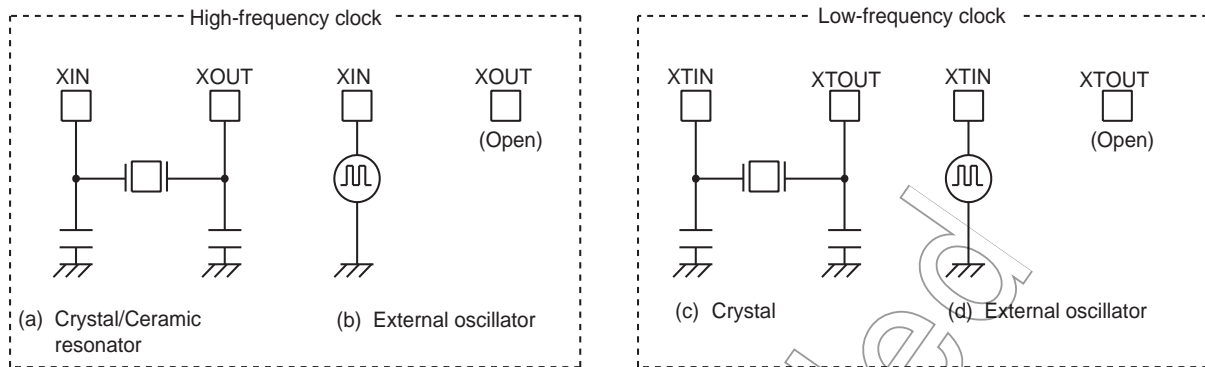 High-frequency clock
XIN
XOUT
XIN
XOUT
(Open)
(a) Crystal/Ceramic
resonator
(b) External oscillator
Low-frequency clock
XTIN
XTOUT
XTIN
XTOUT
(Open)
(c) Crystal
(d) External oscillator